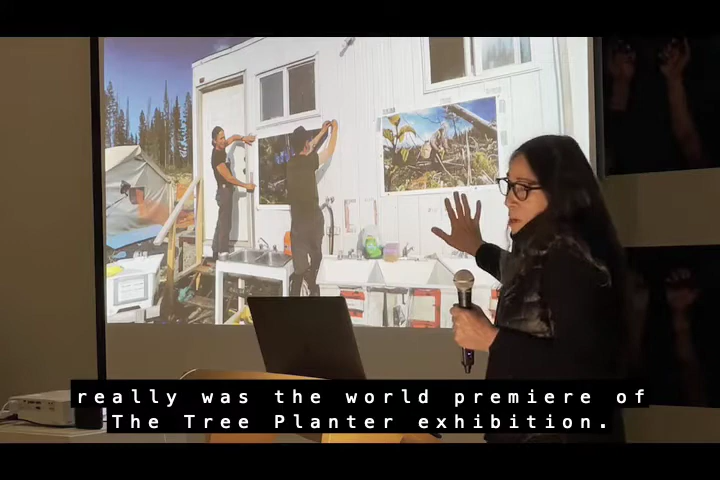 really was the world premiere of
The Tree Planter exhibition.